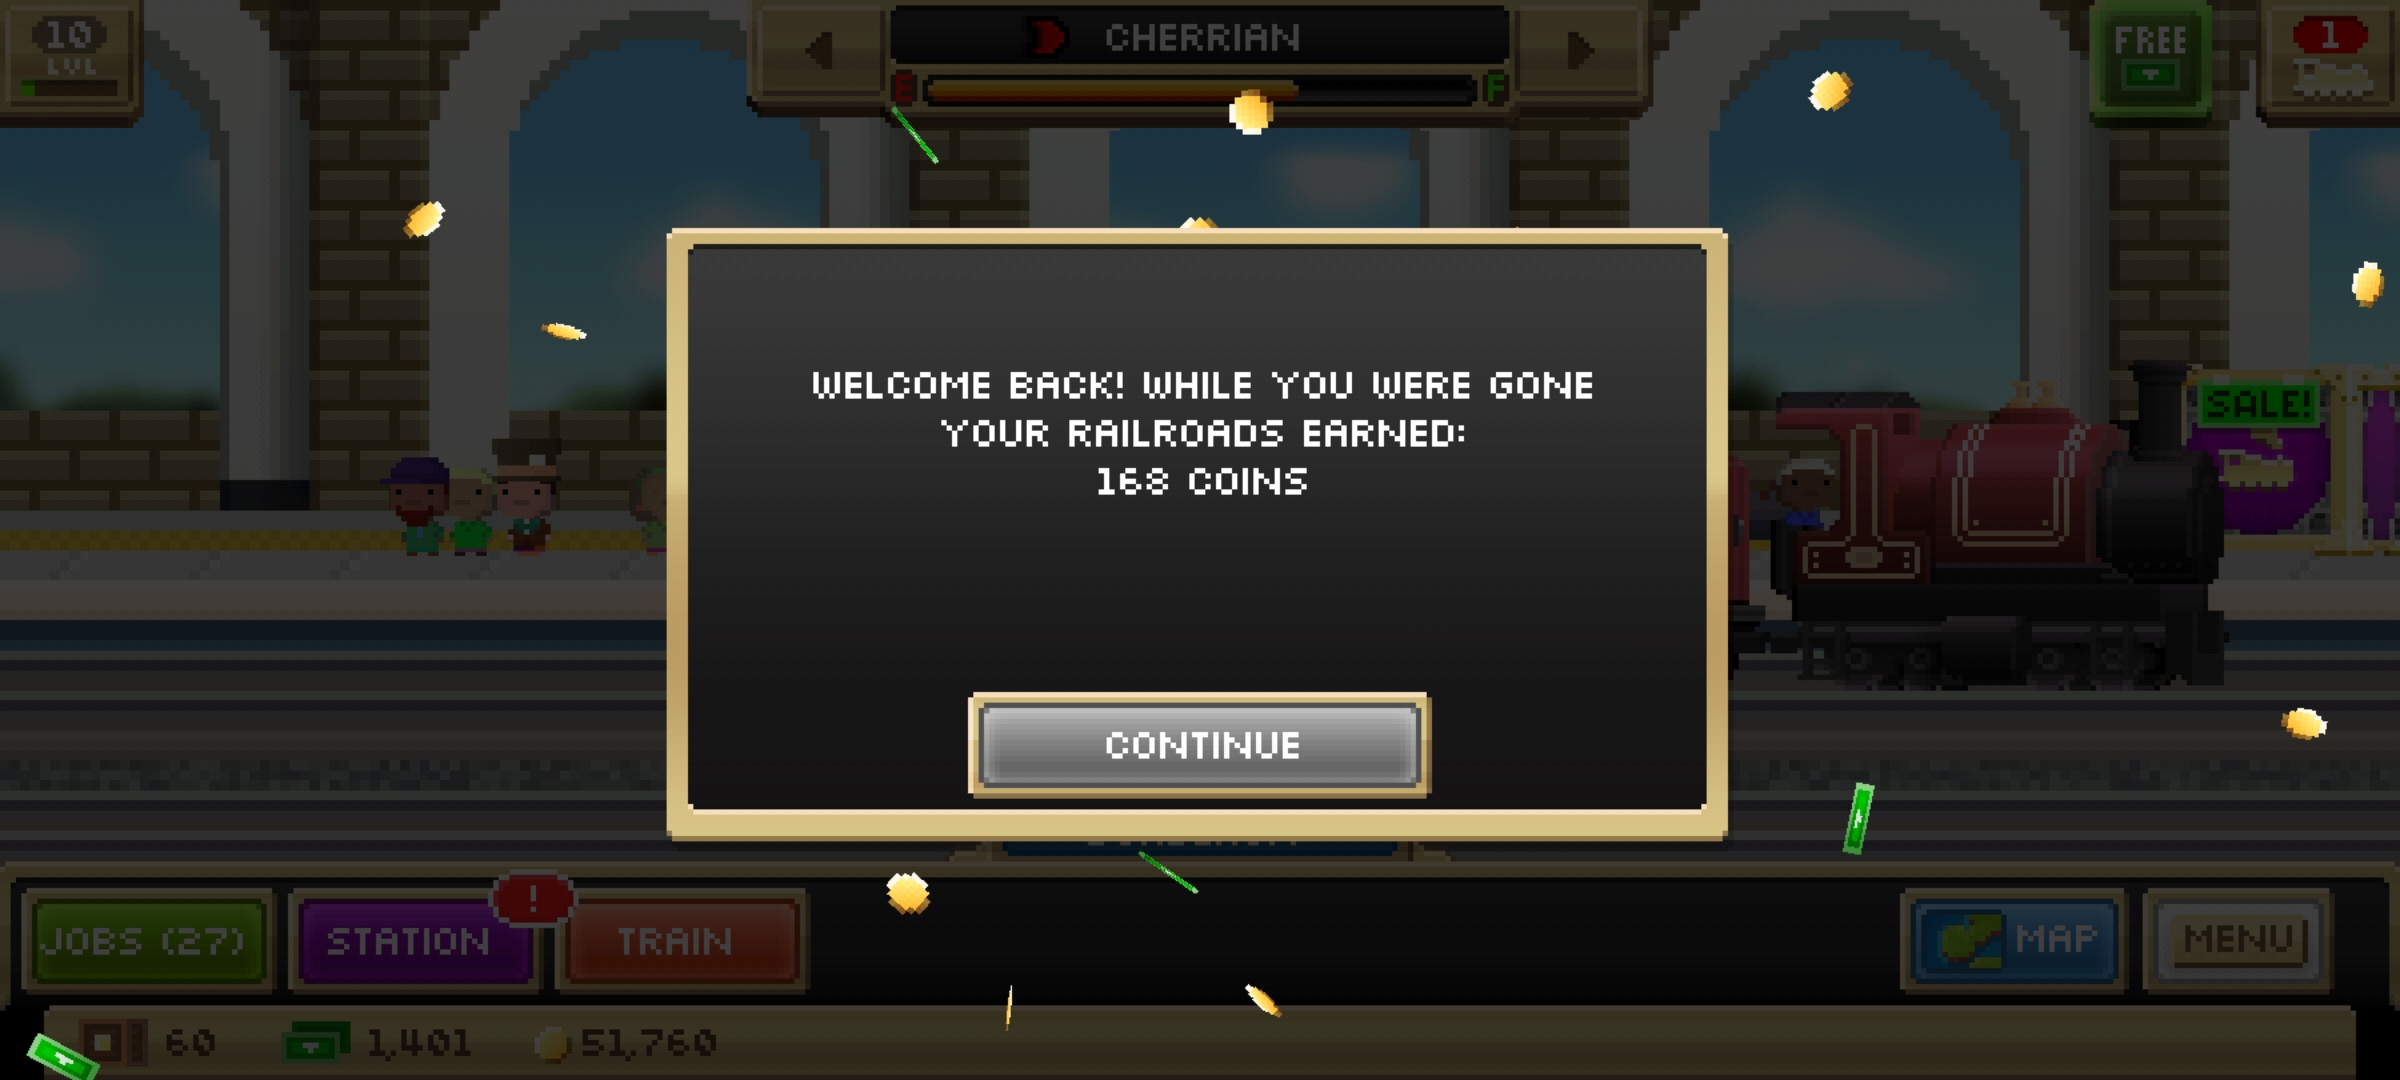 10
LVL
CHERRIAN
E
F
FREE
1
SALE!
WELCOME BACK! WHILE YOU WERE GONE
YOUR RAILROADS EARNED:
168 COINS
CONTINUE
JOBS (27)
STATION
!
TRAIN
MAP
MENU
60
1,401
51,760